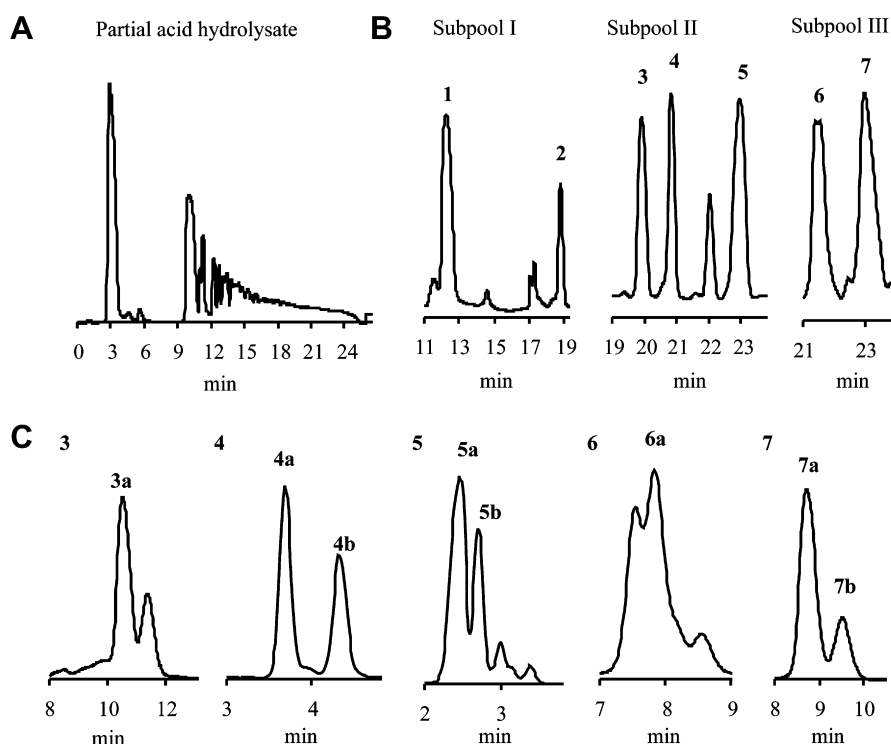 A Partial acid hydrolysate
0 3 6 9 12 15 18 21 24
min
B Subpool I Subpool II Subpool III
1 2
11 13 15 17 19
min
3 4 5
19 20 21 22 23
min
6 7
21 23
min
C
3 3a
8 10 12
min
4 4a 4b
3 4
min
5 5a 5b
2 3
min
6 6a
7 8 9
min
7 7a 7b
8 9 10
min